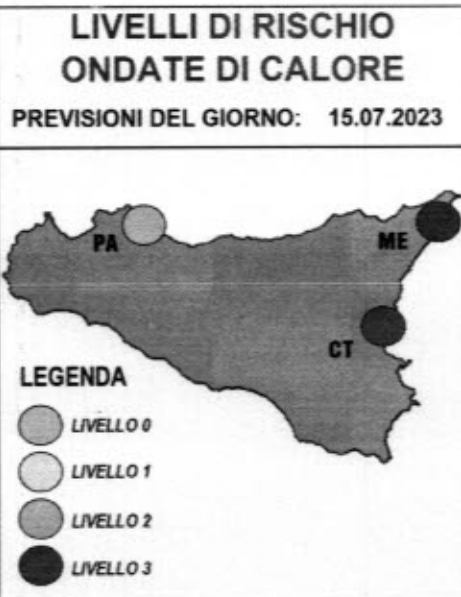 LIVELLI DI RISCHIO
ONDATE DI CALORE
PREVISIONI DEL GIORNO: 15.07.2023
PA
ME
CT
LEGENDA
LIVELLO 0
LIVELLO 1
LIVELLO 2
LIVELLO 3